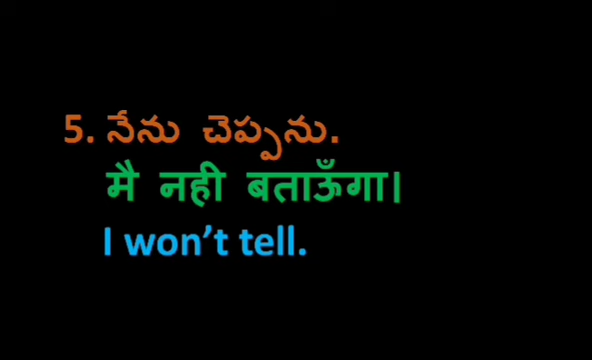 5. నేను చెప్పను.
मै नही बताऊँगा।
I won't tell.